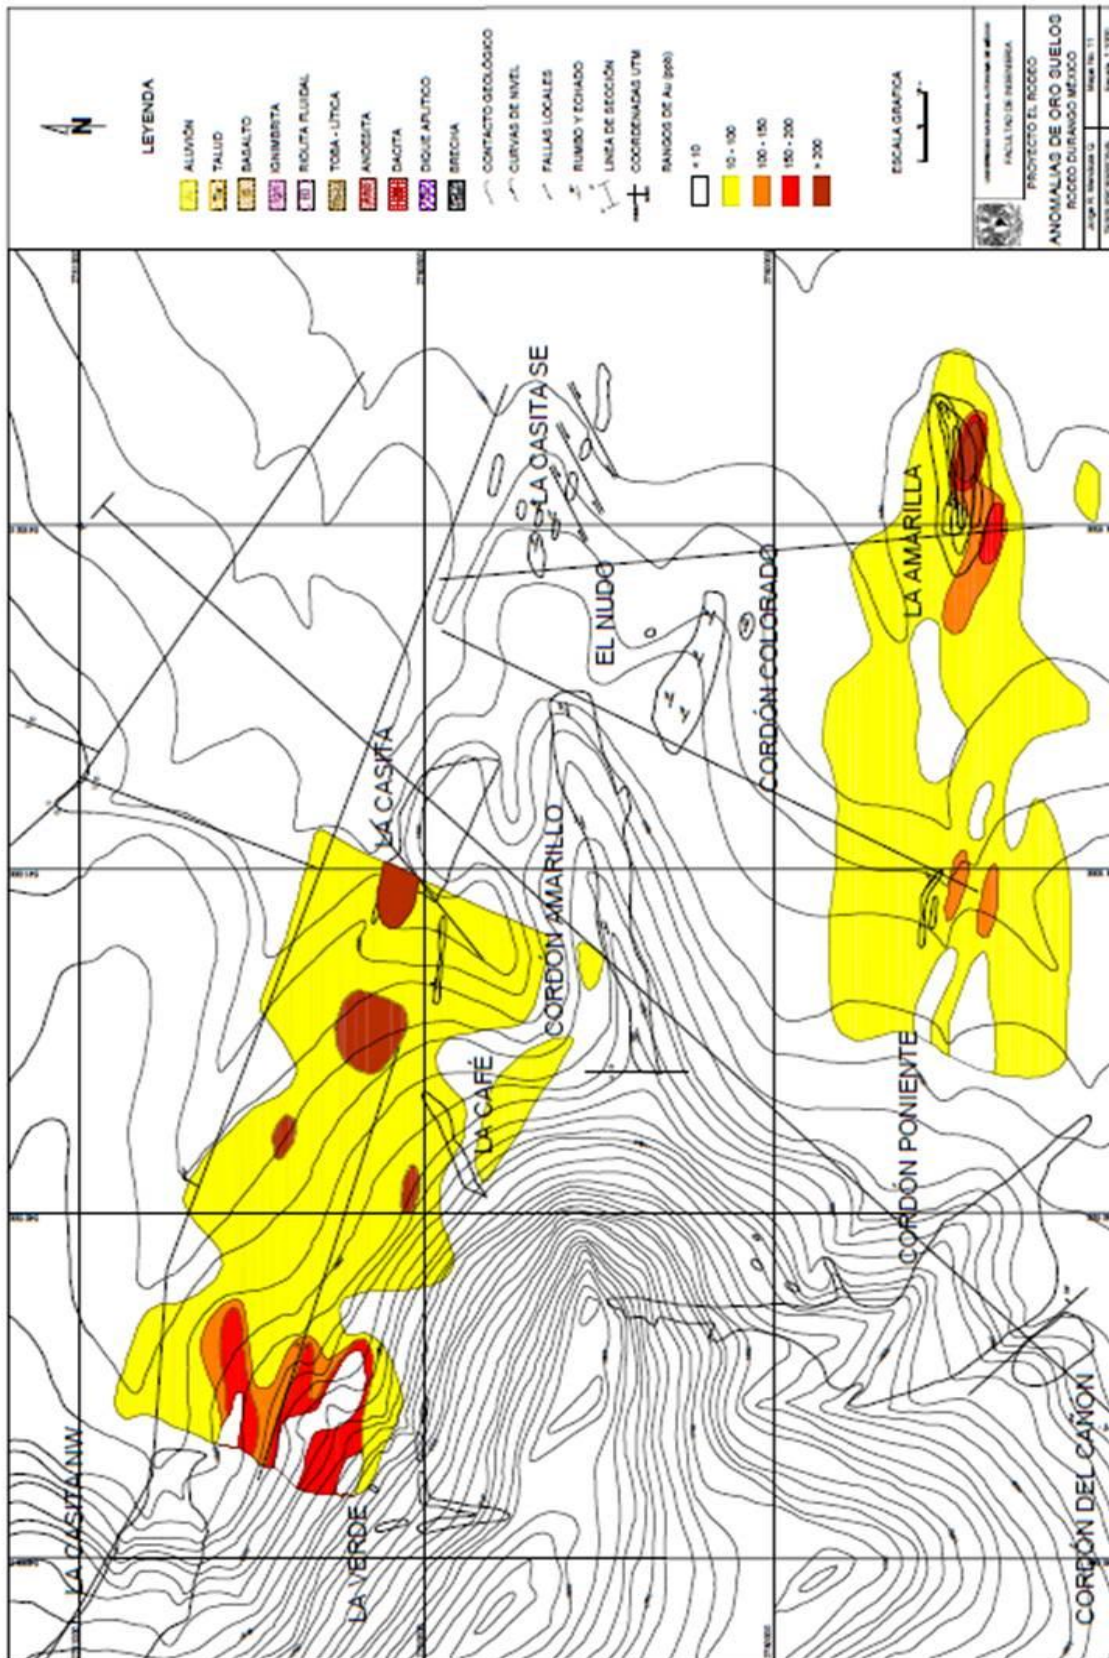 N
LEYENDA
ALUVIÓN
TALUD
BASALTO
IGNIMBRITA
RIOLITA FLUIDAL
TOBA - LÍTICA
ANDESITA
DACITA
DIQUE APLITICO
BRECHA
CONTACTO GEOLÓGICO
CURVAS DE NIVEL
FALLAS LOCALES
RUMBO Y ECHADO
LINEA DE SECCIÓN
COORDENADAS UTM
RANGOS DE Au (ppb)
< 10
10 - 100
100 - 150
150 - 200
> 200
ESCALA GRAFICA
FACULTAD DE INGENIERIA
PROYECTO EL RODEO
ANOMALIAS DE ORO SUELOS
RODEO DURANGO MÉXICO
LA CASITA NW
LA VERDE
LA CASITA
LA CAFÉ
CORDÓN AMARILLO
LA CASITA SE
EL NUDO
CORDÓN COLORADO
LA AMARILLA
CORDÓN PONIENTE
CORDÓN DEL CAÑON